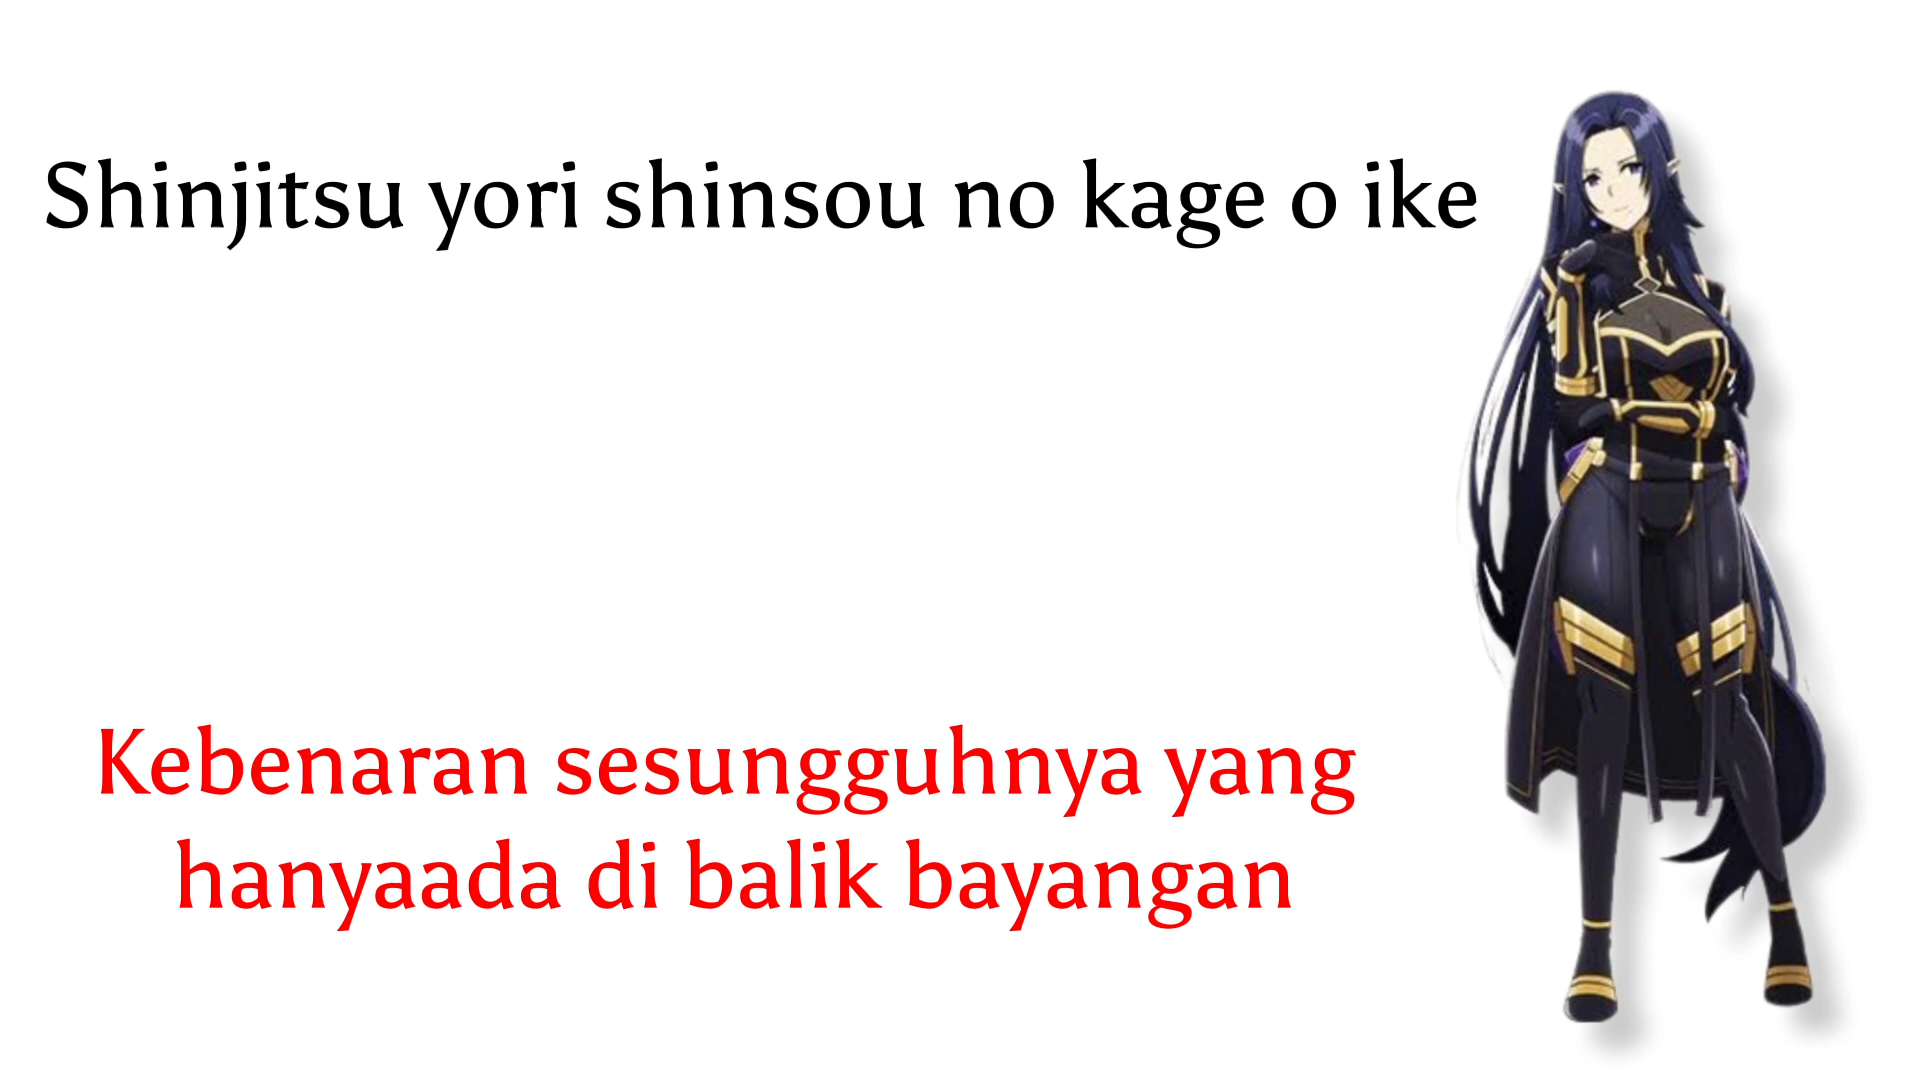 Shinjitsu yori shinsou no kage o ike
Kebenaran sesungguhnya yang
hanyaada di balik bayangan